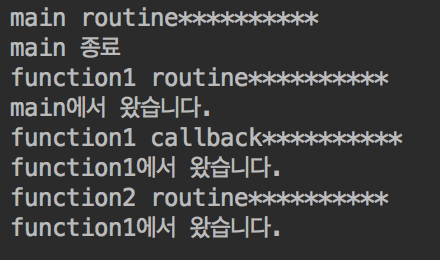 main routine**********
main 종료
function1 routine**********
main에서 왔습니다.
function1 callback**********
function1에서 왔습니다.
function2 routine**********
function1에서 왔습니다.